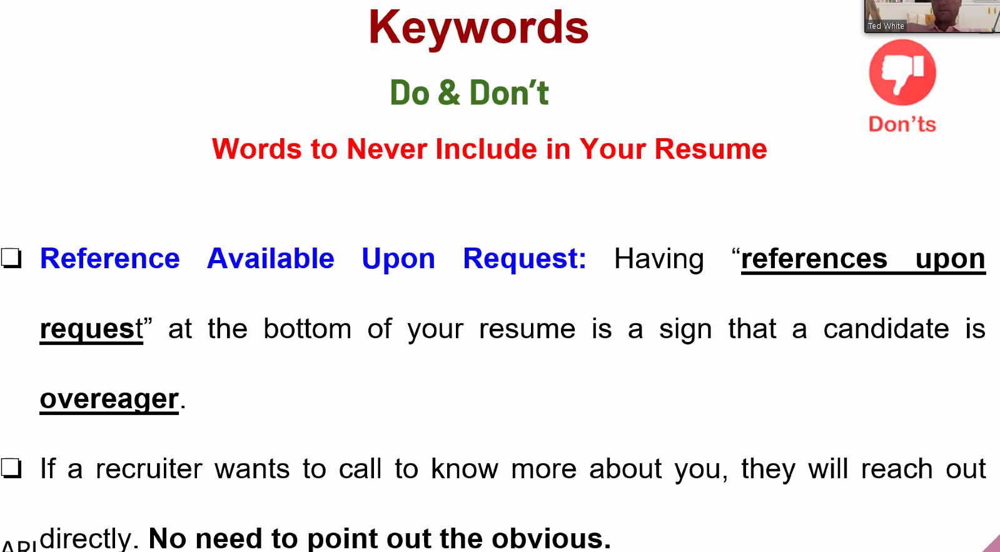 Keywords
Ted White
Do & Don’t
Don’ts
Words to Never Include in Your Resume
❑ Reference Available Upon Request: Having “references upon
request” at the bottom of your resume is a sign that a candidate is
overeager.
❑ If a recruiter wants to call to know more about you, they will reach out
directly. No need to point out the obvious.